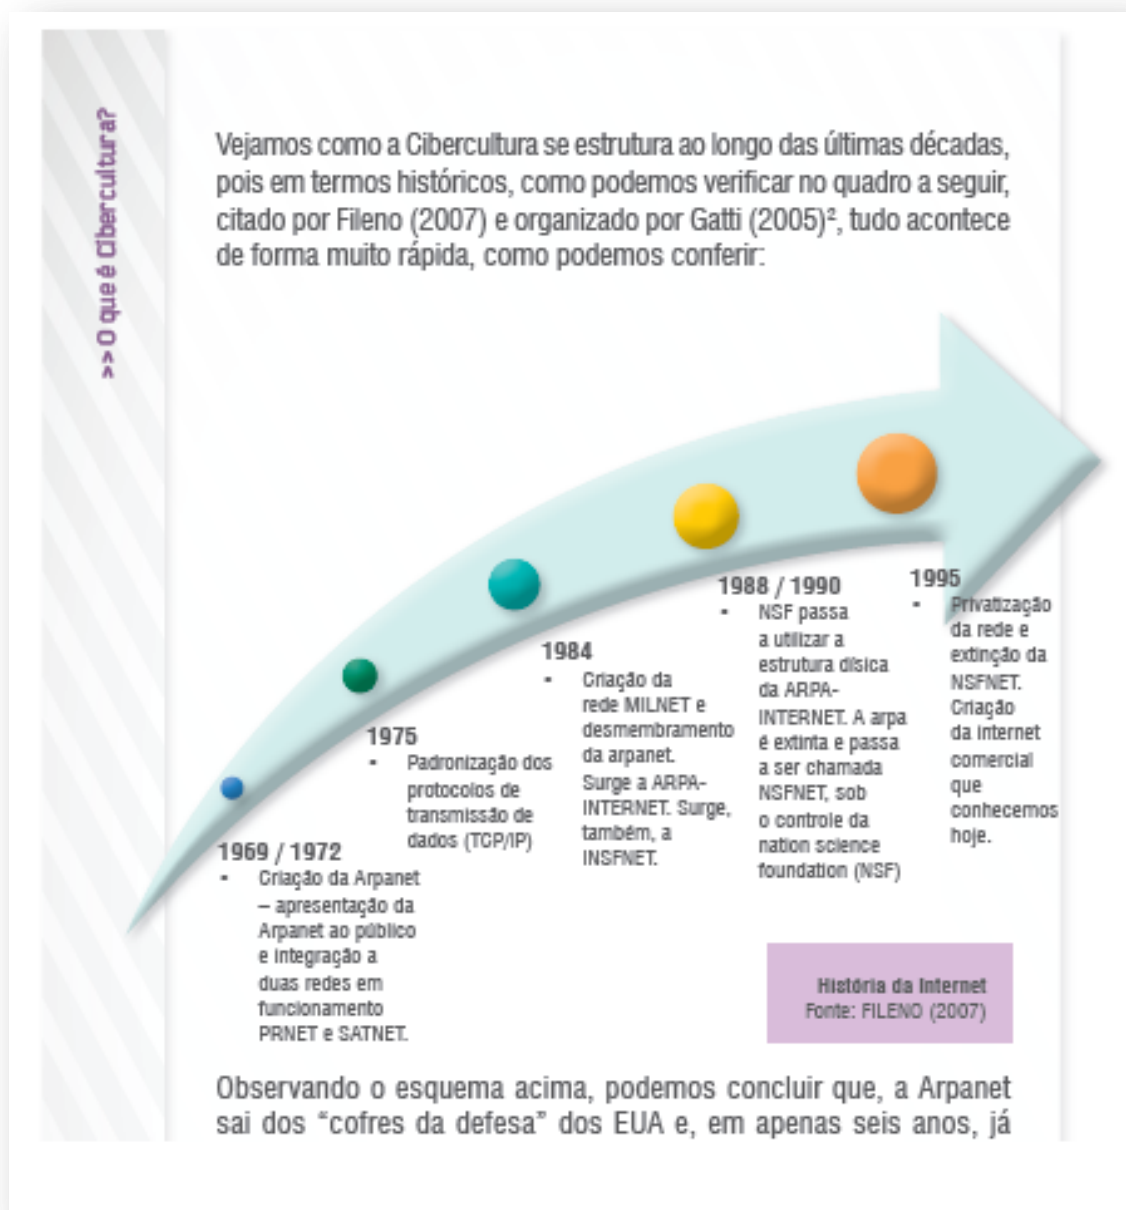 >> O que é Cibercultura?
Vejamos como a Cibercultura se estrutura ao longo das últimas décadas,
pois em termos históricos, como podemos verificar no quadro a seguir,
citado por Fileno (2007) e organizado por Gatti (2005)², tudo acontece
de forma muito rápida, como podemos conferir:
1969 / 1972
▪ Criação da Arpanet
– apresentação da
Arpanet ao público
e integração a
duas redes em
funcionamento
PRNET e SATNET.
1975
▪ Padronização dos
protocolos de
transmissão de
dados (TCP/IP)
1984
▪ Criação da
rede MILNET e
desmembramento
da arpanet.
Surge a ARPA-
INTERNET. Surge,
também, a
INSFNET.
1988 / 1990
▪ NSF passa
a utilizar a
estrutura dísica
da ARPA-
INTERNET. A arpa
é extinta e passa
a ser chamada
NSFNET, sob
o controle da
nation science
foundation (NSF)
1995
▪ Privatização
da rede e
extinção da
NSFNET.
Criação
da internet
comercial
que
conhecemos
hoje.
História da Internet
Fonte: FILENO (2007)
Observando o esquema acima, podemos concluir que, a Arpanet
sai dos “cofres da defesa” dos EUA e, em apenas seis anos, já